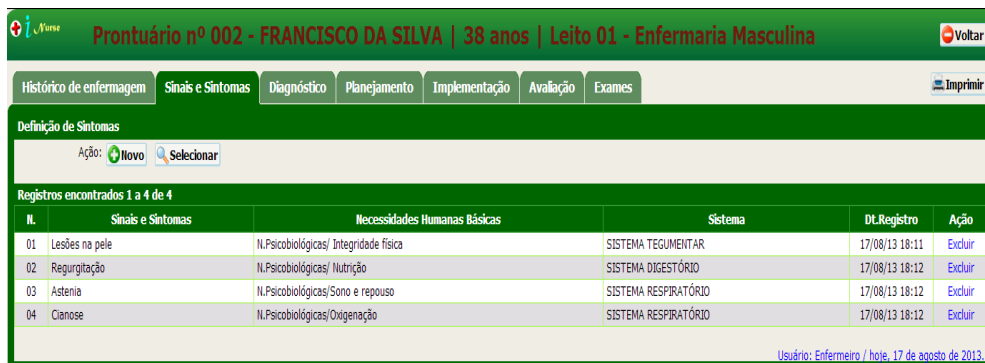 i Nurse
Prontuário nº 002 - FRANCISCO DA SILVA | 38 anos | Leito 01 - Enfermaria Masculina
Voltar
Histórico de enfermagem Sinais e Sintomas Diagnóstico Planejamento Implementação Avaliação Exames Imprimir
Definição de Sintomas
Ação: Novo Selecionar
Registros encontrados 1 a 4 de 4
N. Sinais e Sintomas Necessidades Humanas Básicas Sistema Dt.Registro Ação
01 Lesões na pele N.Psicobiológicas/ Integridade física SISTEMA TEGUMENTAR 17/08/13 18:11 Excluir
02 Regurgitação N.Psicobiológicas/ Nutrição SISTEMA DIGESTÓRIO 17/08/13 18:12 Excluir
03 Astenia N.Psicobiológicas/Sono e repouso SISTEMA RESPIRATÓRIO 17/08/13 18:12 Excluir
04 Cianose N.Psicobiológicas/Oxigenação SISTEMA RESPIRATÓRIO 17/08/13 18:12 Excluir
Usuário: Enfermeiro / hoje, 17 de agosto de 2013.